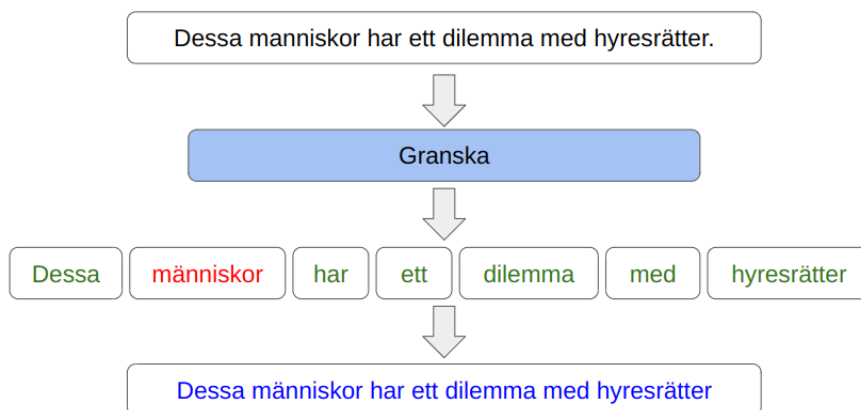 Dessa manniskor har ett dilemma med hyresrätter.
Granska
Dessa människor har ett dilemma med hyresrätter
Dessa människor har ett dilemma med hyresrätter